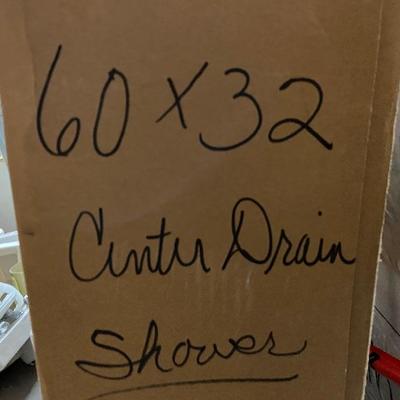 60 x 32
Center Drain
Shower